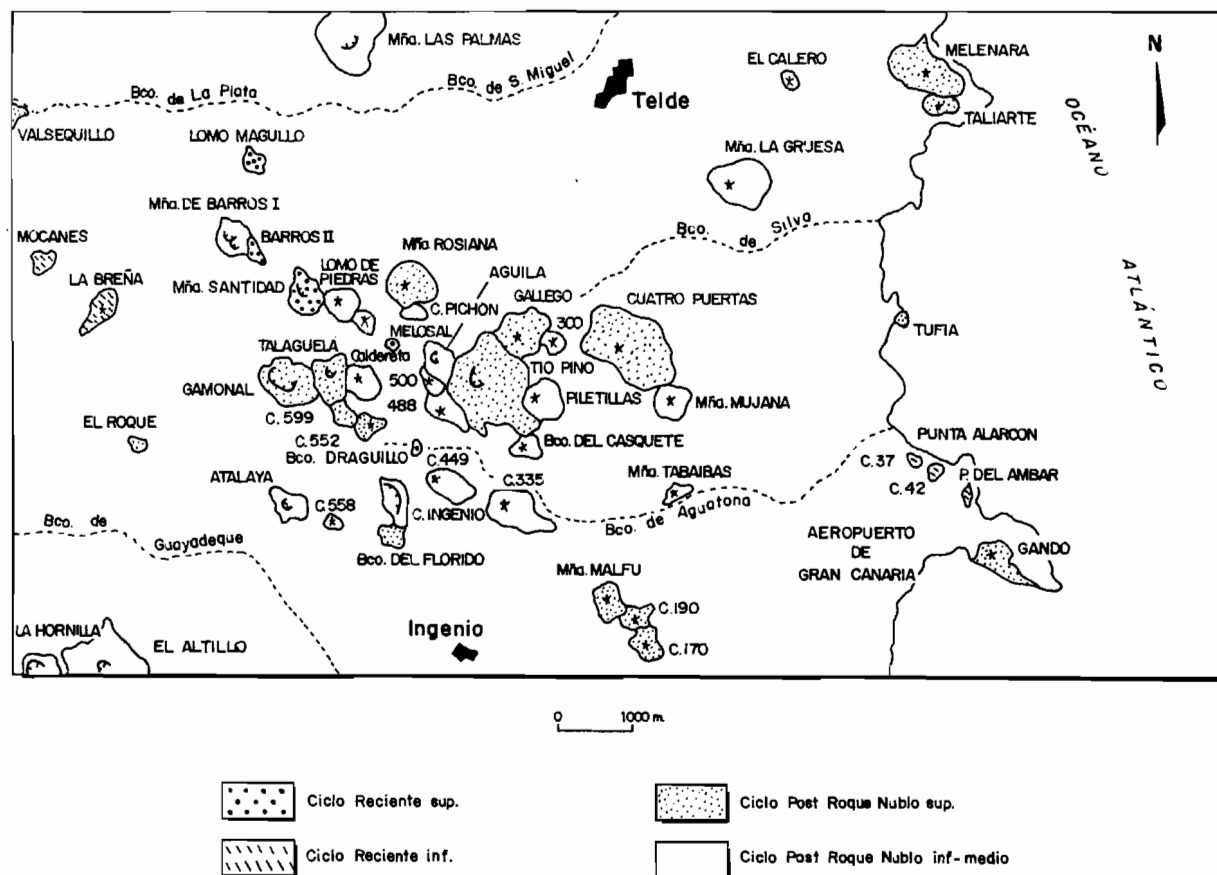 Mña. LAS PALMAS
EL CALERO
MELENARA
N
Bco. de La Plata
Bco. de S. Miguel
Telde
TALIARTE
VALSEQUILLO
LOMO MAGULLO
OCÉANO
ATLÁNTICO
Mña. LA GRUESA
Mña. DE BARROS I
BARROS II
MOCANES
LA BREÑA
Mña. ROSIANA
Bco. de Silva
LOMO DE
PIEDRAS
Mña. SANTIDAD
AGUILA
C. PICHON
GALLEGO
300
CUATRO PUERTAS
TUFIA
MELOSAL
TALAGUELA
Caldereta
TIO PINO
GAMONAL
500
488
PILETILLAS
Mña. MUJANA
C. 599
C. 552
EL ROQUE
Bco. DEL CASQUETE
PUNTA ALARCON
Bco. DRAGUILLO
C. 449
C. 37
C. 42
P. DEL AMBAR
Mña. TABAIBAS
C. 335
ATALAYA
C. 558
C. INGENIO
Bco. de Aguatona
Bco. de Guayadeque
Bco. DEL FLORIDO
AEROPUERTO
DE
GRAN CANARIA
GANDO
Mña. MALFU
C. 190
C. 170
LA HORNILLA
EL ALTILLO
Ingenio
0 1000 m.
Ciclo Reciente sup.
Ciclo Post Roque Nublo sup.
Ciclo Reciente inf.
Ciclo Post Roque Nublo inf-medio